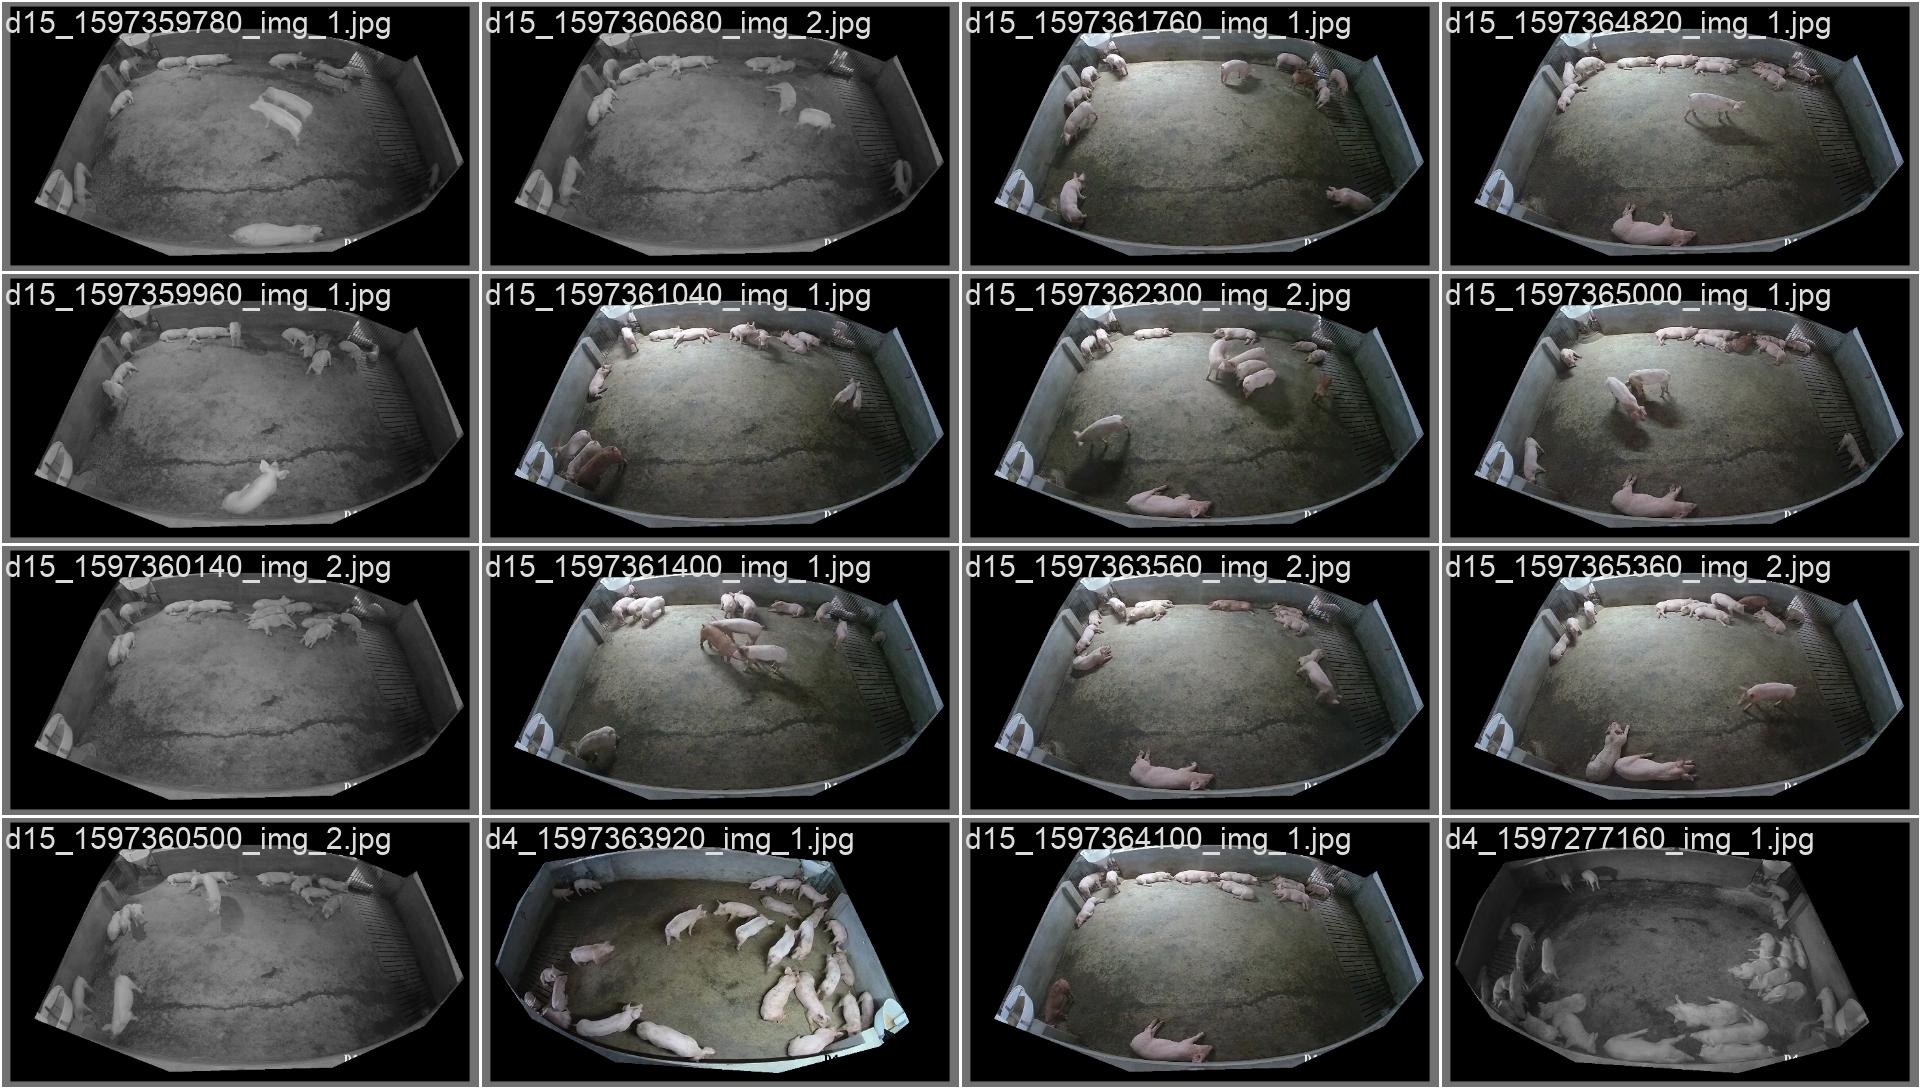 d15_1597359780_img_1.jpg
d15_1597360680_img_2.jpg
d15_1597361760_img_1.jpg
d15_1597364820_img_1.jpg
d15_1597359960_img_1.jpg
d15_1597361040_img_1.jpg
d15_1597362300_img_2.jpg
d15_1597365000_img_1.jpg
d15_1597360140_img_2.jpg
d15_1597361400_img_1.jpg
d15_1597363560_img_2.jpg
d15_1597365360_img_2.jpg
d15_1597360500_img_2.jpg
d4_1597363920_img_1.jpg
d15_1597364100_img_1.jpg
d4_1597277160_img_1.jpg